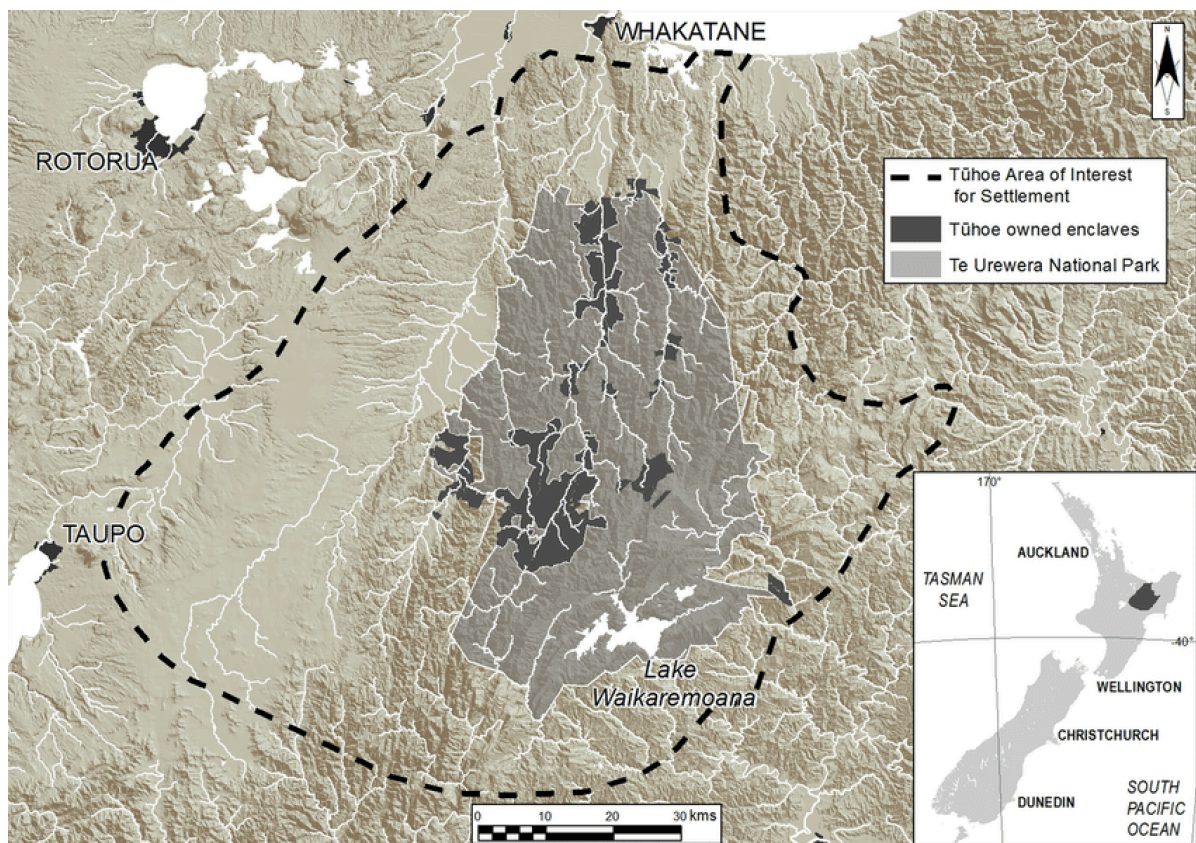 WHAKATANE
N
S
ROTORUA
Tūhoe Area of Interest
for Settlement
Tūhoe owned enclaves
Te Urewera National Park
TAUPO
170°
AUCKLAND
TASMAN
SEA
-40°
Lake
Waikaremoana
WELLINGTON
CHRISTCHURCH
SOUTH
PACIFIC
OCEAN
DUNEDIN
0 10 20 30 kms